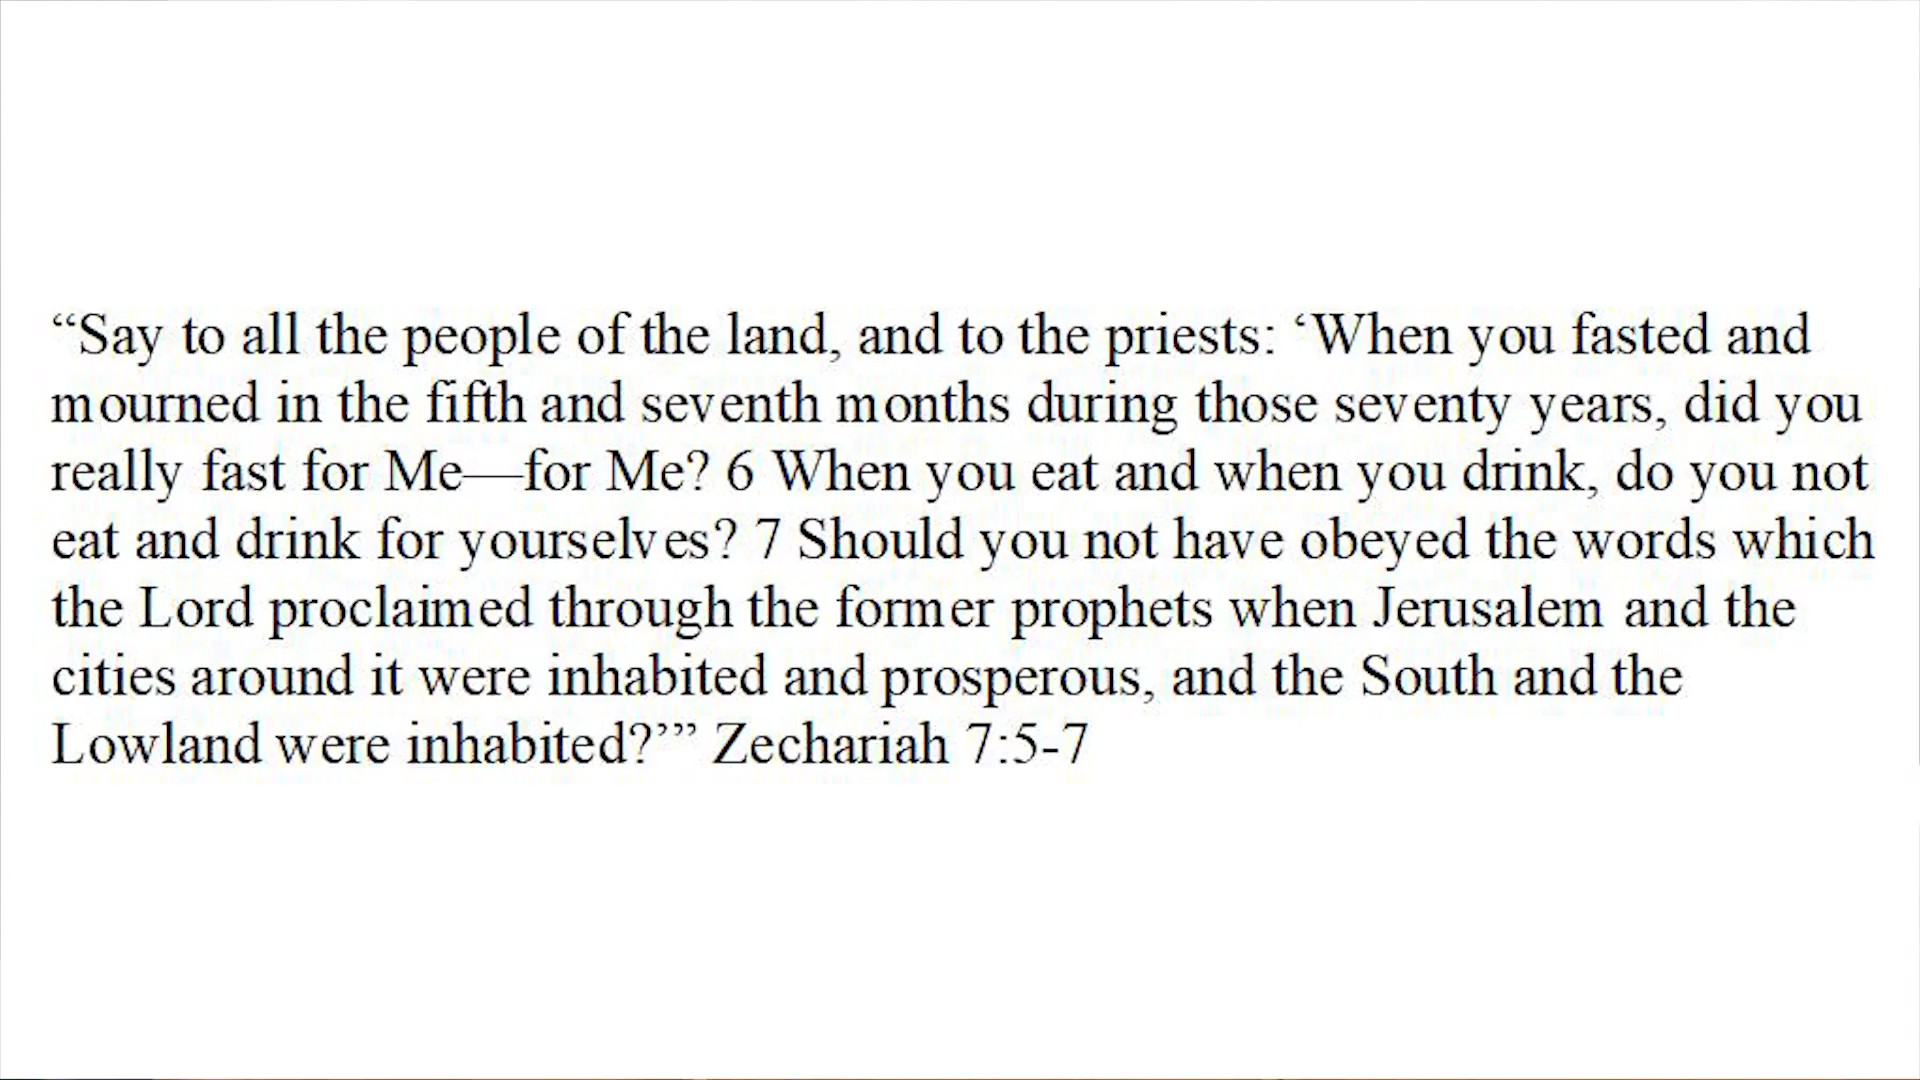 “Say to all the people of the land, and to the priests: ‘When you fasted and
mourned in the fifth and seventh months during those seventy years, did you
really fast for Me—for Me? 6 When you eat and when you drink, do you not
eat and drink for yourselves? 7 Should you not have obeyed the words which
the Lord proclaimed through the former prophets when Jerusalem and the
cities around it were inhabited and prosperous, and the South and the
Lowland were inhabited?’” Zechariah 7:5-7